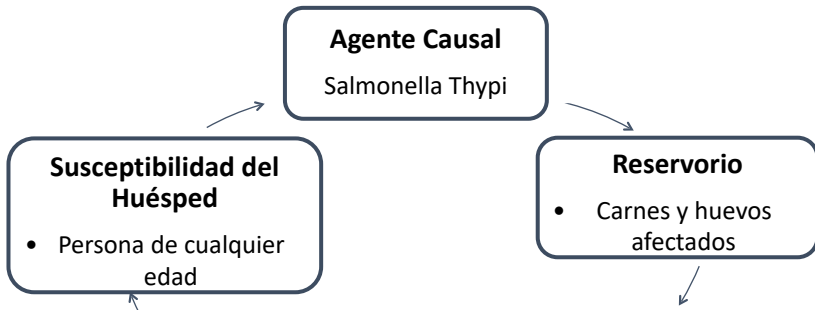 Agente Causal
Salmonella Thypi
Susceptibilidad del
Huésped
• Persona de cualquier
edad
Reservorio
• Carnes y huevos
afectados